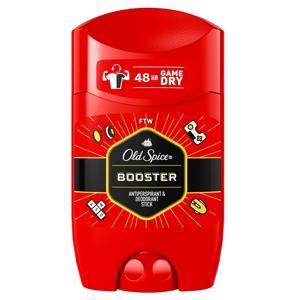 48HR GAME
DRY
FTW
Old Spice®
BOOSTER
ANTIPERSPIRANT &
DEODORANT
STICK